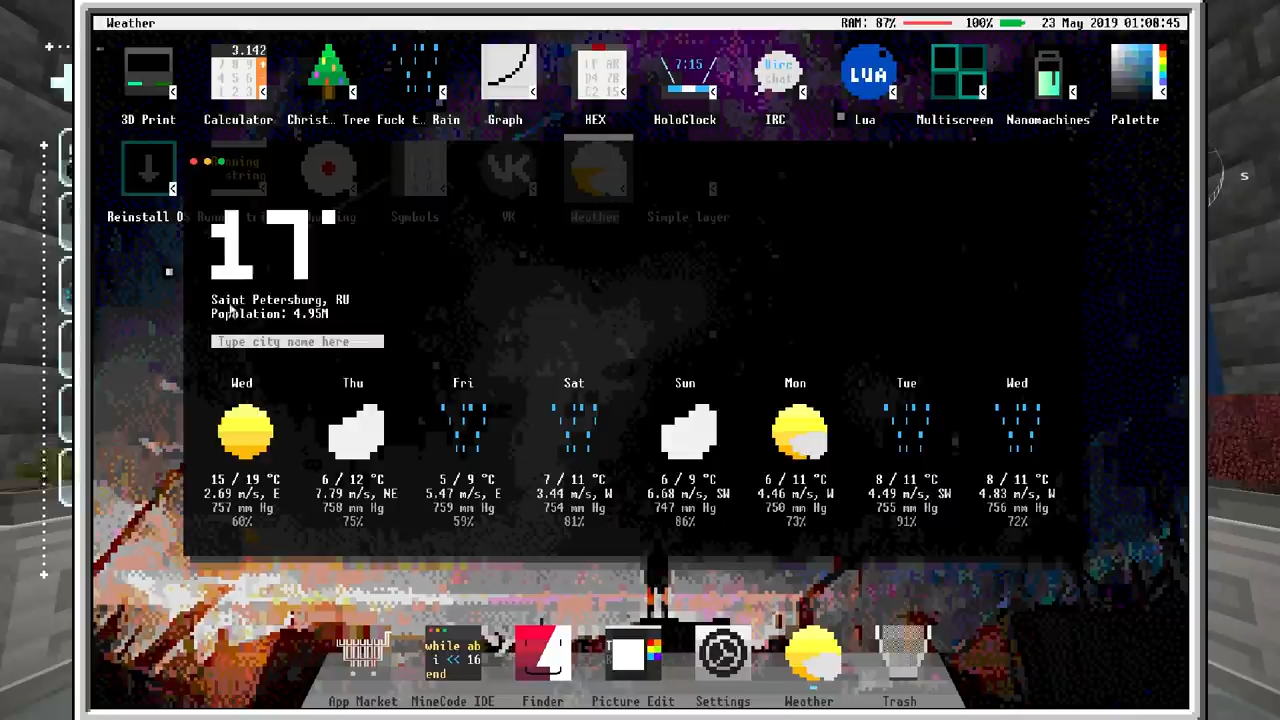 Weather
RAM: 87% 100% 23 May 2019 01:08:45
3.142
7:15
LUA
3D Print Calculator Christ… Tree Fuck t… Rain Graph HEX HoloClock IRC Lua Multiscreen Nanomachines Palette
string
VK
Reinstall OS Symbols VK Weather Simple layer
17°
Saint Petersburg, RU
Population: 4.95M
Type city name here
Wed Thu Fri Sat Sun Mon Tue Wed
15 / 19 °C 6 / 12 °C 5 / 9 °C 7 / 11 °C 6 / 9 °C 6 / 11 °C 8 / 11 °C 8 / 11 °C
2.69 m/s, E 7.79 m/s, NE 5.47 m/s, E 3.44 m/s, W 6.68 m/s, SW 4.46 m/s, W 4.49 m/s, SW 4.83 m/s, W
757 mm Hg 758 mm Hg 759 mm Hg 754 mm Hg 747 mm Hg 750 mm Hg 755 mm Hg 756 mm Hg
60% 75% 59% 81% 86% 73% 91% 72%
while ab
i << 16
end
App Market MineCode IDE Finder Picture Edit Settings Weather Trash
s